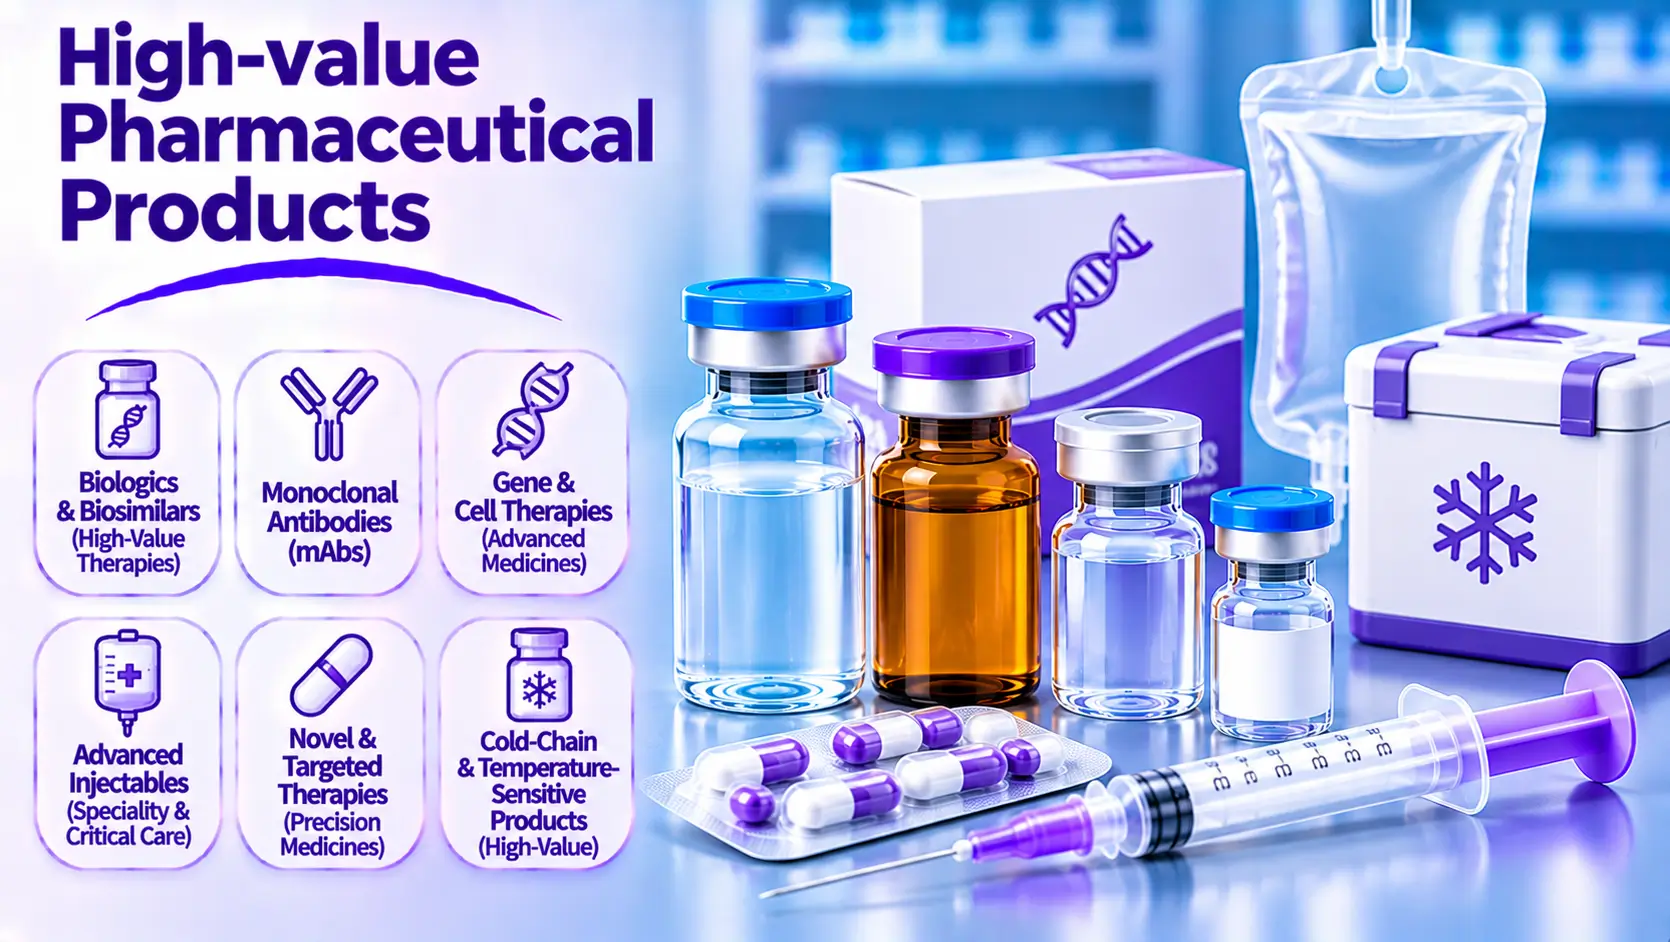 High-value
Pharmaceutical
Products
Biologics
& Biosimilars
(High-Value
Therapies)
Monoclonal
Antibodies
(mAbs)
Gene &
Cell Therapies
(Advanced
Medicines)
Advanced
Injectables
(Speciality &
Critical Care)
Novel &
Targeted
Therapies
(Precision
Medicines)
Cold-Chain
& Temperature-
Sensitive
Products
(High-Value)